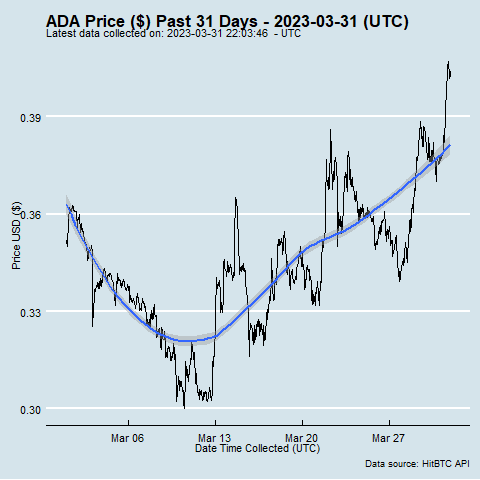 ADA Price ($) Past 31 Days - 2023-03-31 (UTC)
Latest data collected on: 2023-03-31 22:03:46  - UTC
Price USD ($)
0.39
0.36
0.33
0.30
Mar 06
Mar 13
Mar 20
Mar 27
Date Time Collected (UTC)
Data source: HitBTC API